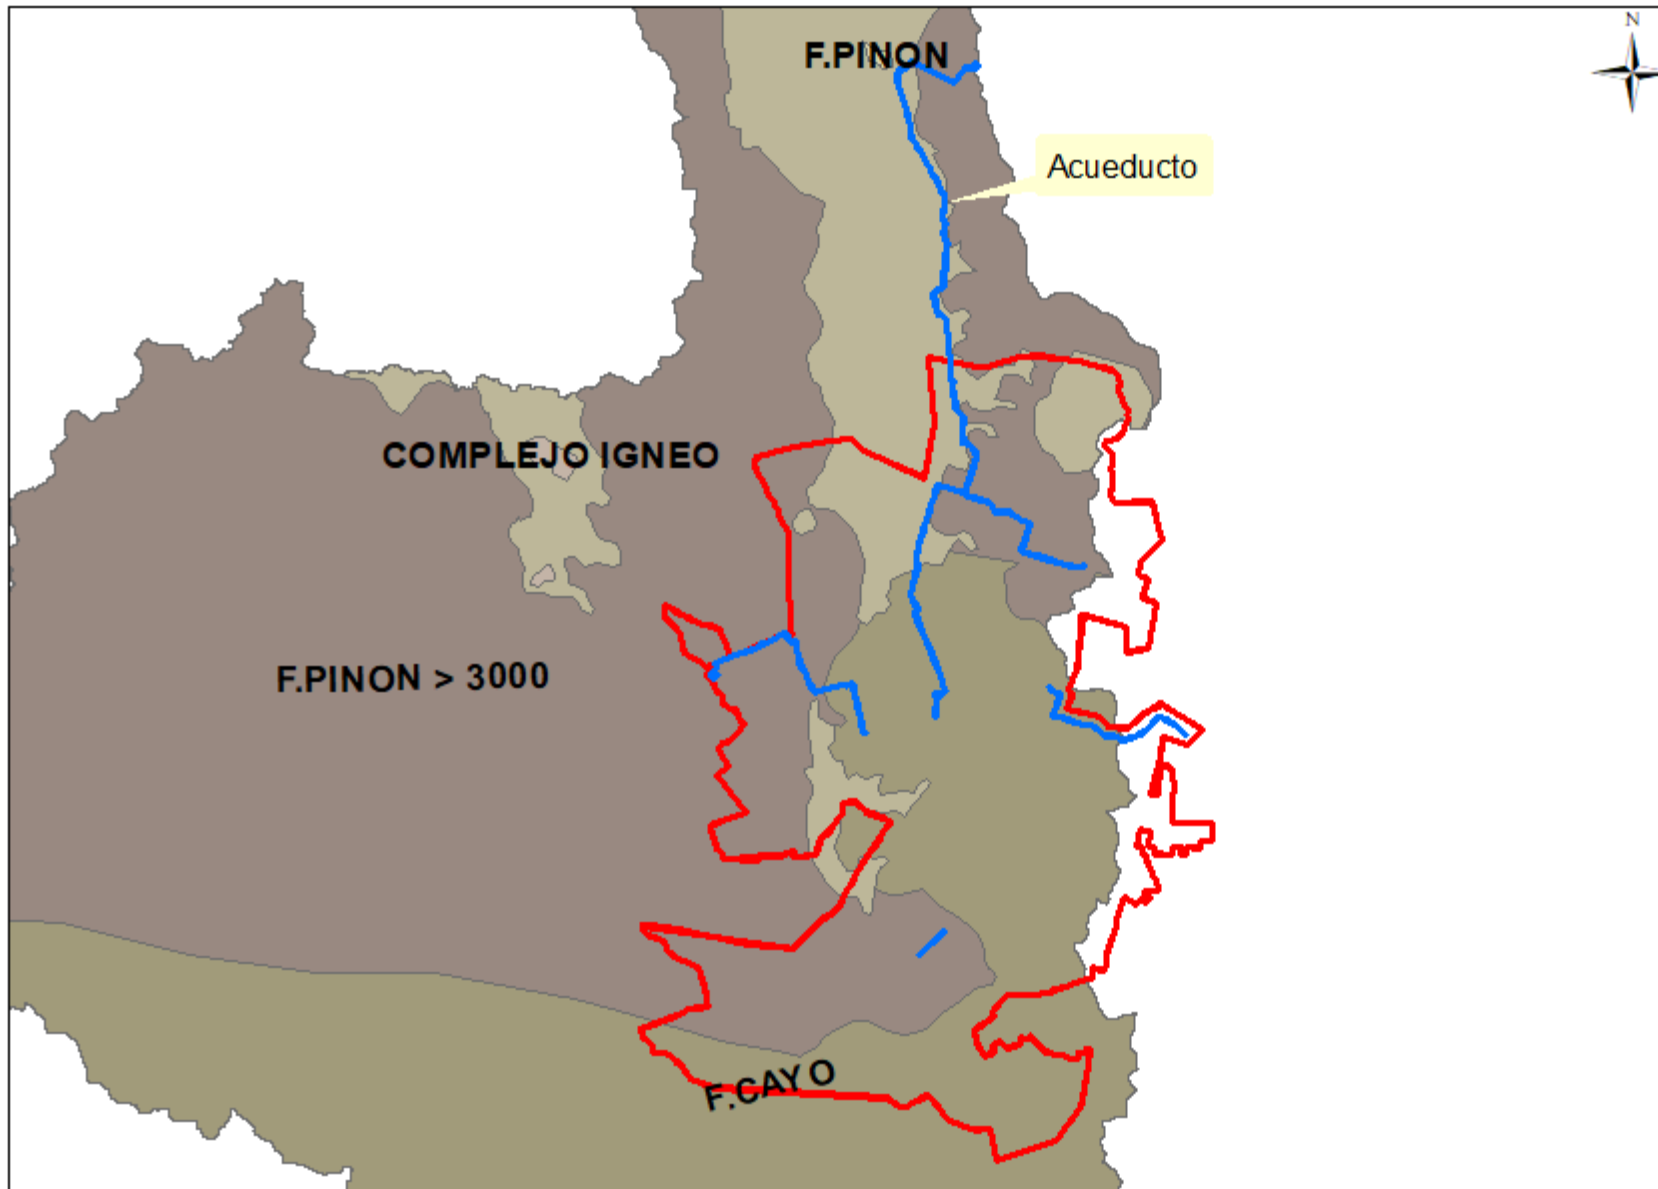 N
F.PINON
Acueducto
COMPLEJO IGNEO
F.PINON > 3000
F.CAYO